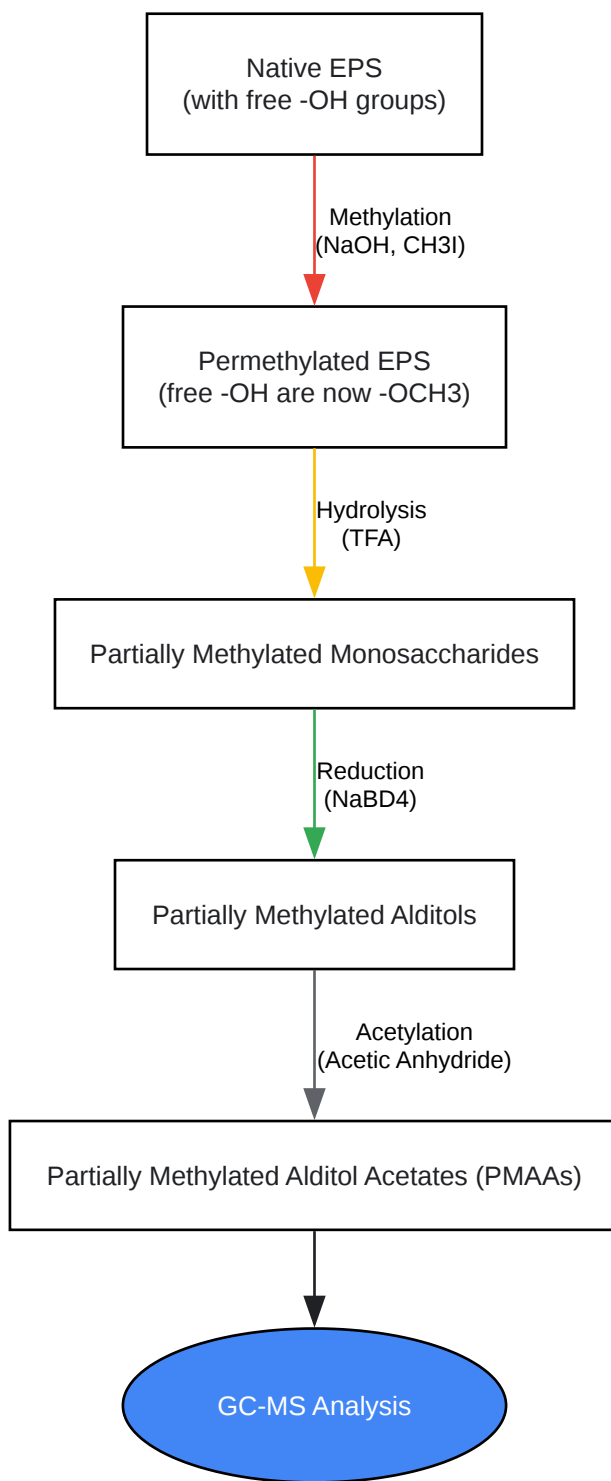 Native EPS
(with free -OH groups)
Methylation
(NaOH, CH3I)
Permethylated EPS
(free -OH are now -OCH3)
Hydrolysis
(TFA)
Partially Methylated Monosaccharides
Reduction
(NaBD4)
Partially Methylated Alditols
Acetylation
(Acetic Anhydride)
Partially Methylated Alditol Acetates (PMAAs)
GC-MS Analysis